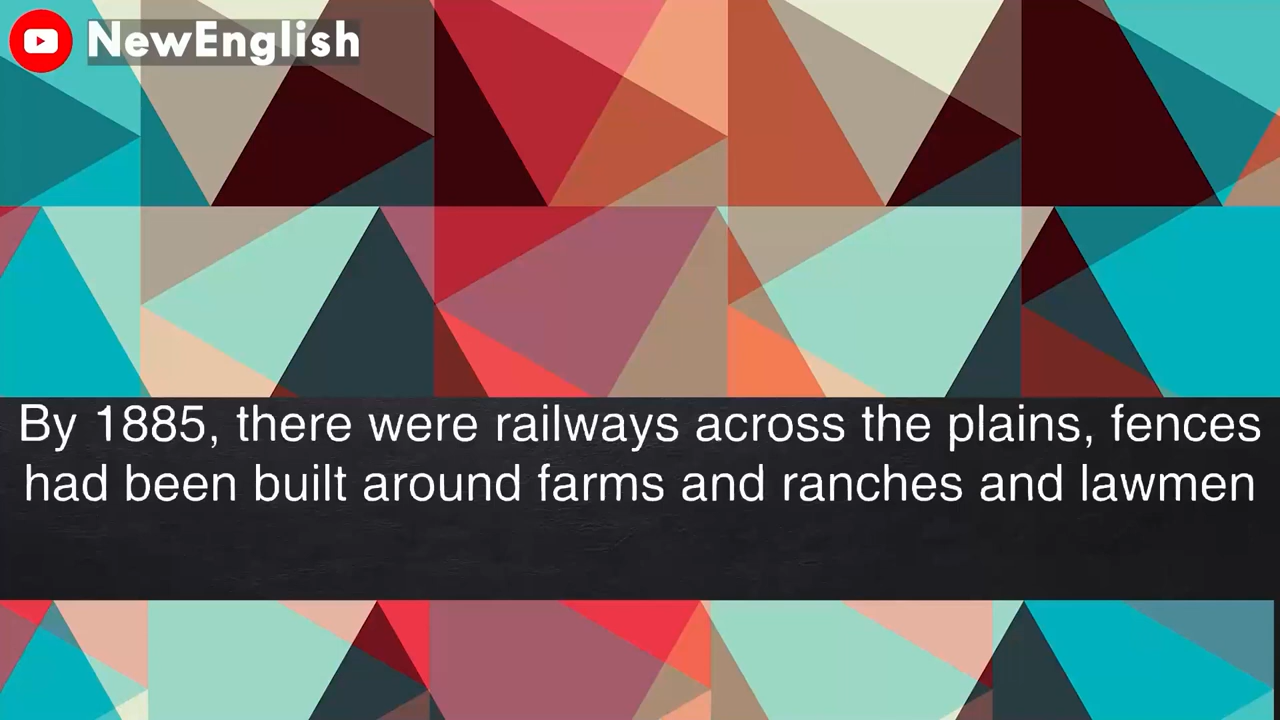 NewEnglish
By 1885, there were railways across the plains, fences
had been built around farms and ranches and lawmen